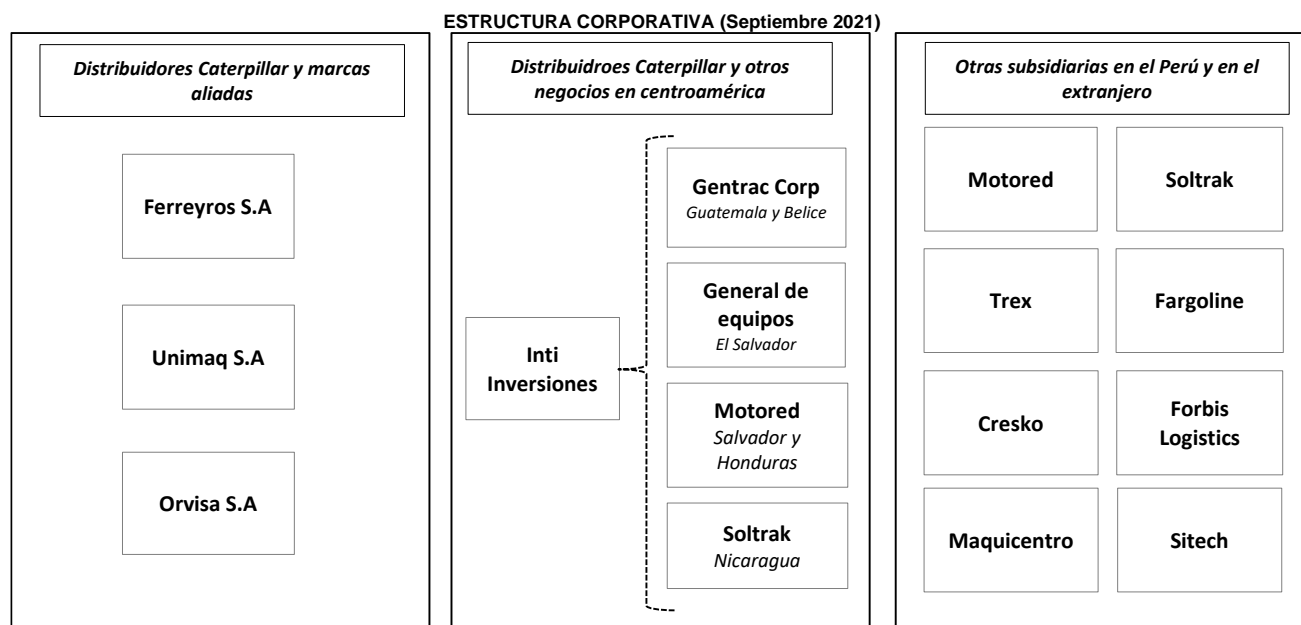 ESTRUCTURA CORPORATIVA (Septiembre 2021)
Distribuidores Caterpillar y marcas
aliadas
Ferreyros S.A
Unimaq S.A
Orvisa S.A
Distribuidroes Caterpillar y otros
negocios en centroamérica
Inti
Inversiones
Gentrac Corp
Guatemala y Belice
General de
equipos
El Salvador
Motored
Salvador y
Honduras
Soltrak
Nicaragua
Otras subsidiarias en el Perú y en el
extranjero
Motored
Soltrak
Trex
Fargoline
Cresko
Forbis
Logistics
Maquicentro
Sitech